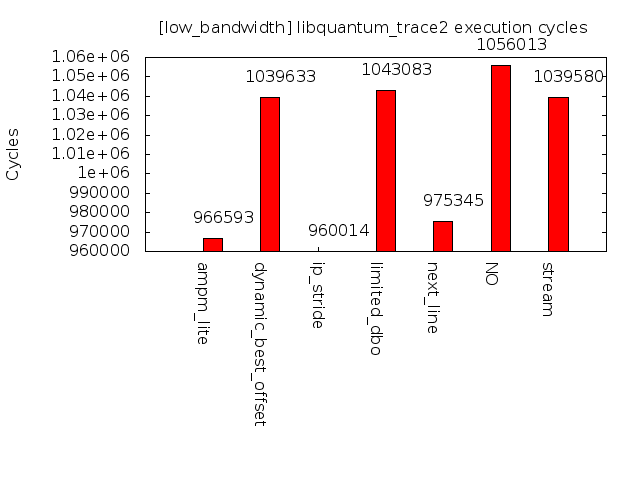 [low_bandwidth] libquantum_trace2 execution cycles
Cycles
1.06e+06
1.05e+06
1.04e+06
1.03e+06
1.02e+06
1.01e+06
1e+06
990000
980000
970000
960000
966593
1039633
960014
1043083
975345
1056013
1039580
ampm_lite
dynamic_best_offset
ip_stride
limited_dbo
next_line
NO
stream